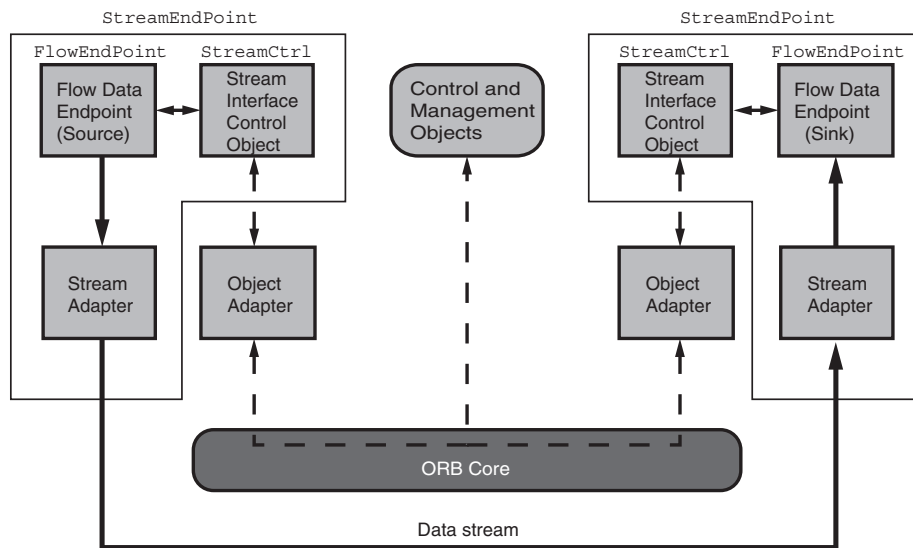 StreamEndPoint
FlowEndPoint
StreamCtrl
Flow Data
Endpoint
(Source)
Stream
Interface
Control
Object
Stream
Adapter
Object
Adapter
Control and
Management
Objects
StreamEndPoint
StreamCtrl
FlowEndPoint
Stream
Interface
Control
Object
Flow Data
Endpoint
(Sink)
Object
Adapter
Stream
Adapter
ORB Core
Data stream